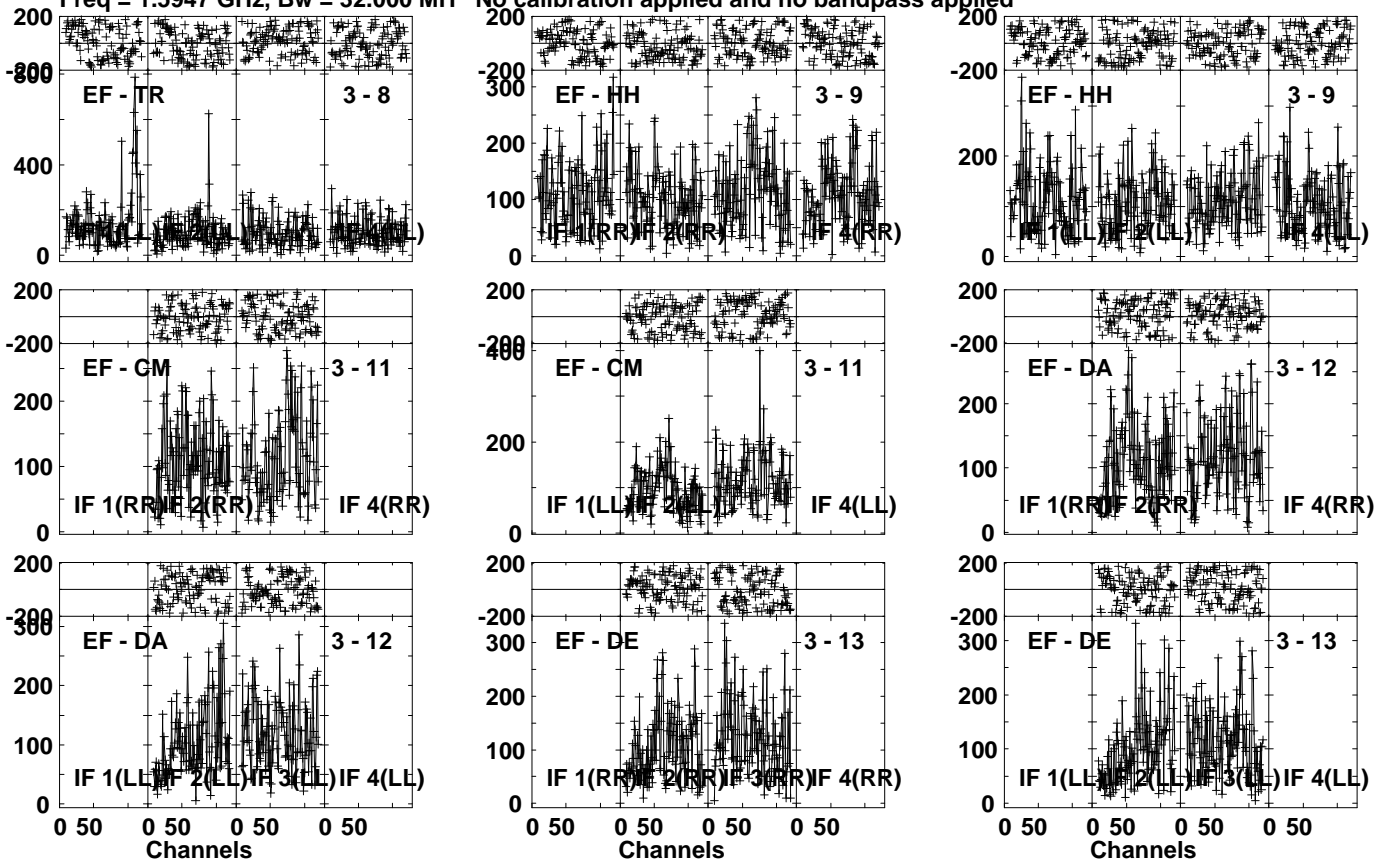 Freq = 1.5947 GHz, Bw = 32.000 MH No calibration applied and no bandpass applied
200 200 200
-200 -200 -200
800 300
EF - TR 3 - 8 EF - HH 3 - 9 EF - HH 3 - 9
400 200 200
200 100
IF 1(LL) IF 2(LL) IF 4(LL) IF 1(RR) IF 2(RR) IF 4(RR) IF 1(LL) IF 2(LL) IF 4(LL)
0 0 0
200 200 200
-200 -200 -200
400
EF - CM 3 - 11 EF - CM 3 - 11 EF - DA 3 - 12
200 200 200
100 100
IF 1(RR) IF 2(RR) IF 4(RR) IF 1(LL) IF 2(LL) IF 4(LL) IF 1(RR) IF 2(RR) IF 4(RR)
0 0 0
200 200 200
-200 -200 -200
300 300 300
EF - DA 3 - 12 EF - DE 3 - 13 EF - DE 3 - 13
200 200 200
100 100 100
IF 1(LL) IF 2(LL) IF 3(LL) IF 4(LL) IF 1(RR) IF 2(RR) IF 3(RR) IF 4(RR) IF 1(LL) IF 2(LL) IF 3(LL) IF 4(LL)
0 0 0
0 50 0 50 0 50 0 50 0 50 0 50 0 50 0 50 0 50 0 50 0 50 0 50
Channels Channels Channels